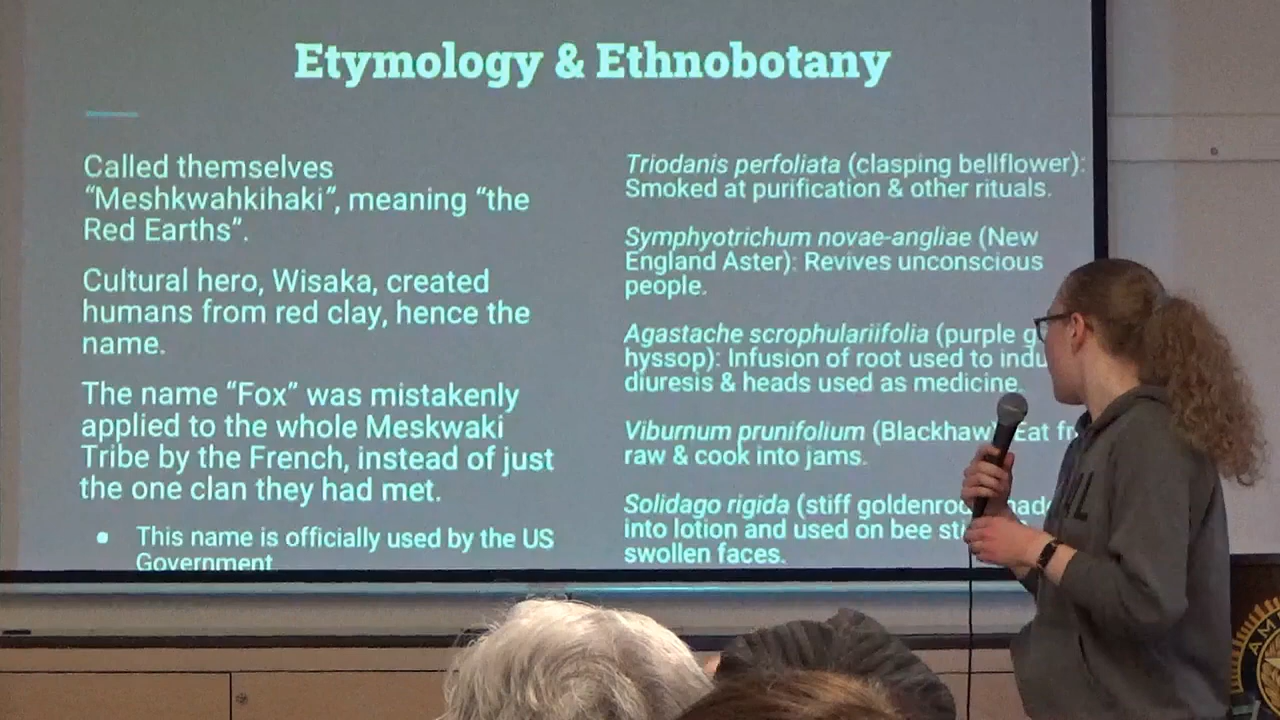 Etymology & Ethnobotany
Called themselves
“Meshkwahkihaki”, meaning “the
Red Earths”.
Cultural hero, Wisaka, created
humans from red clay, hence the
name.
The name “Fox” was mistakenly
applied to the whole Meskwaki
Tribe by the French, instead of just
the one clan they had met.
• This name is officially used by the US
Government
Triodanis perfoliata (clasping bellflower):
Smoked at purification & other rituals.
Symphyotrichum novae-angliae (New
England Aster): Revives unconscious
people.
Agastache scrophulariifolia (purple
hyssop): Infusion of root used to
diuresis & heads used as medicine.
Viburnum prunifolium (Blackhaw) Eat
raw & cook into jams.
Solidago rigida (stiff
into lotion and used on bee
swollen faces.